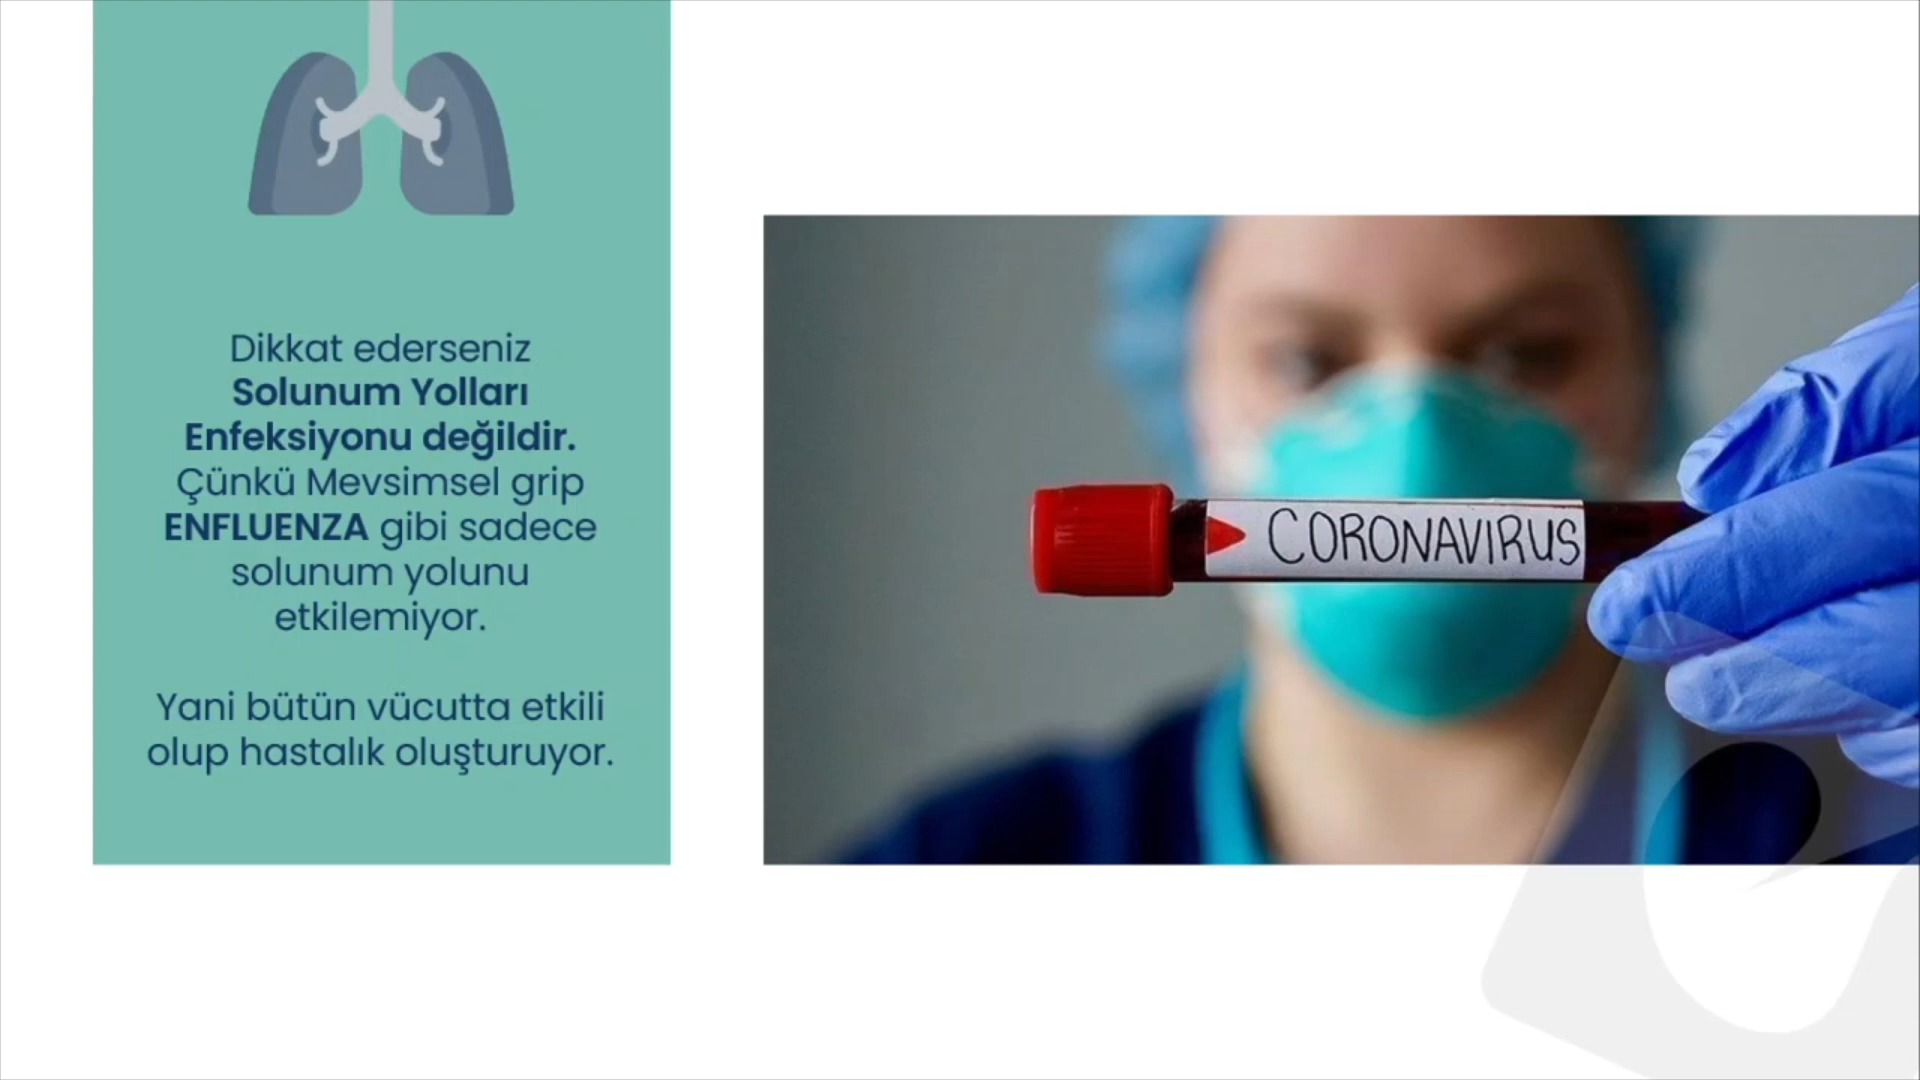 Dikkat ederseniz
Solunum Yolları
Enfeksiyonu değildir.
Çünkü Mevsimsel grip
ENFLUENZA gibi sadece
solunum yolunu
etkilemiyor.
Yani bütün vücutta etkili
olup hastalık oluşturuyor.
CORONAVIRUS